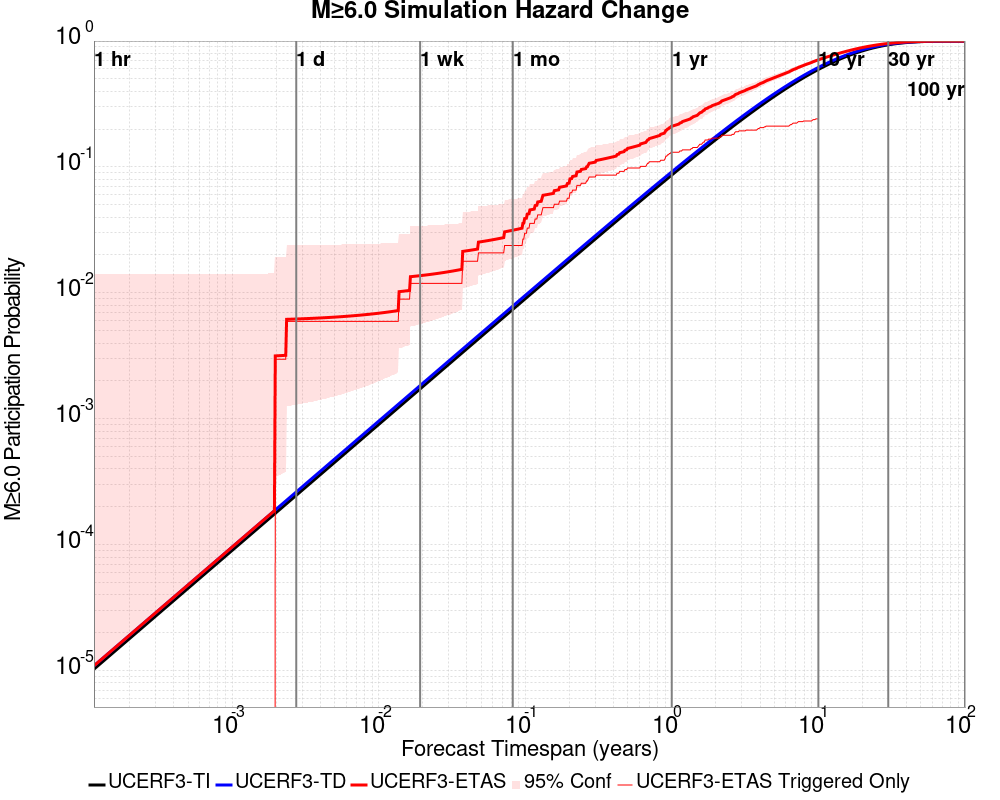 M≥6.0 Simulation Hazard Change
10 0
1 hr 1 d 1 wk 1 mo 1 yr 10 yr 30 yr
100 yr
10 -1
10 -2
10 -3
10 -4
10 -5
M≥6.0 Participation Probability
10 -3 10 -2 10 -1 10 0 10 1 10 2
Forecast Timespan (years)
UCERF3-TI UCERF3-TD UCERF3-ETAS 95% Conf UCERF3-ETAS Triggered Only